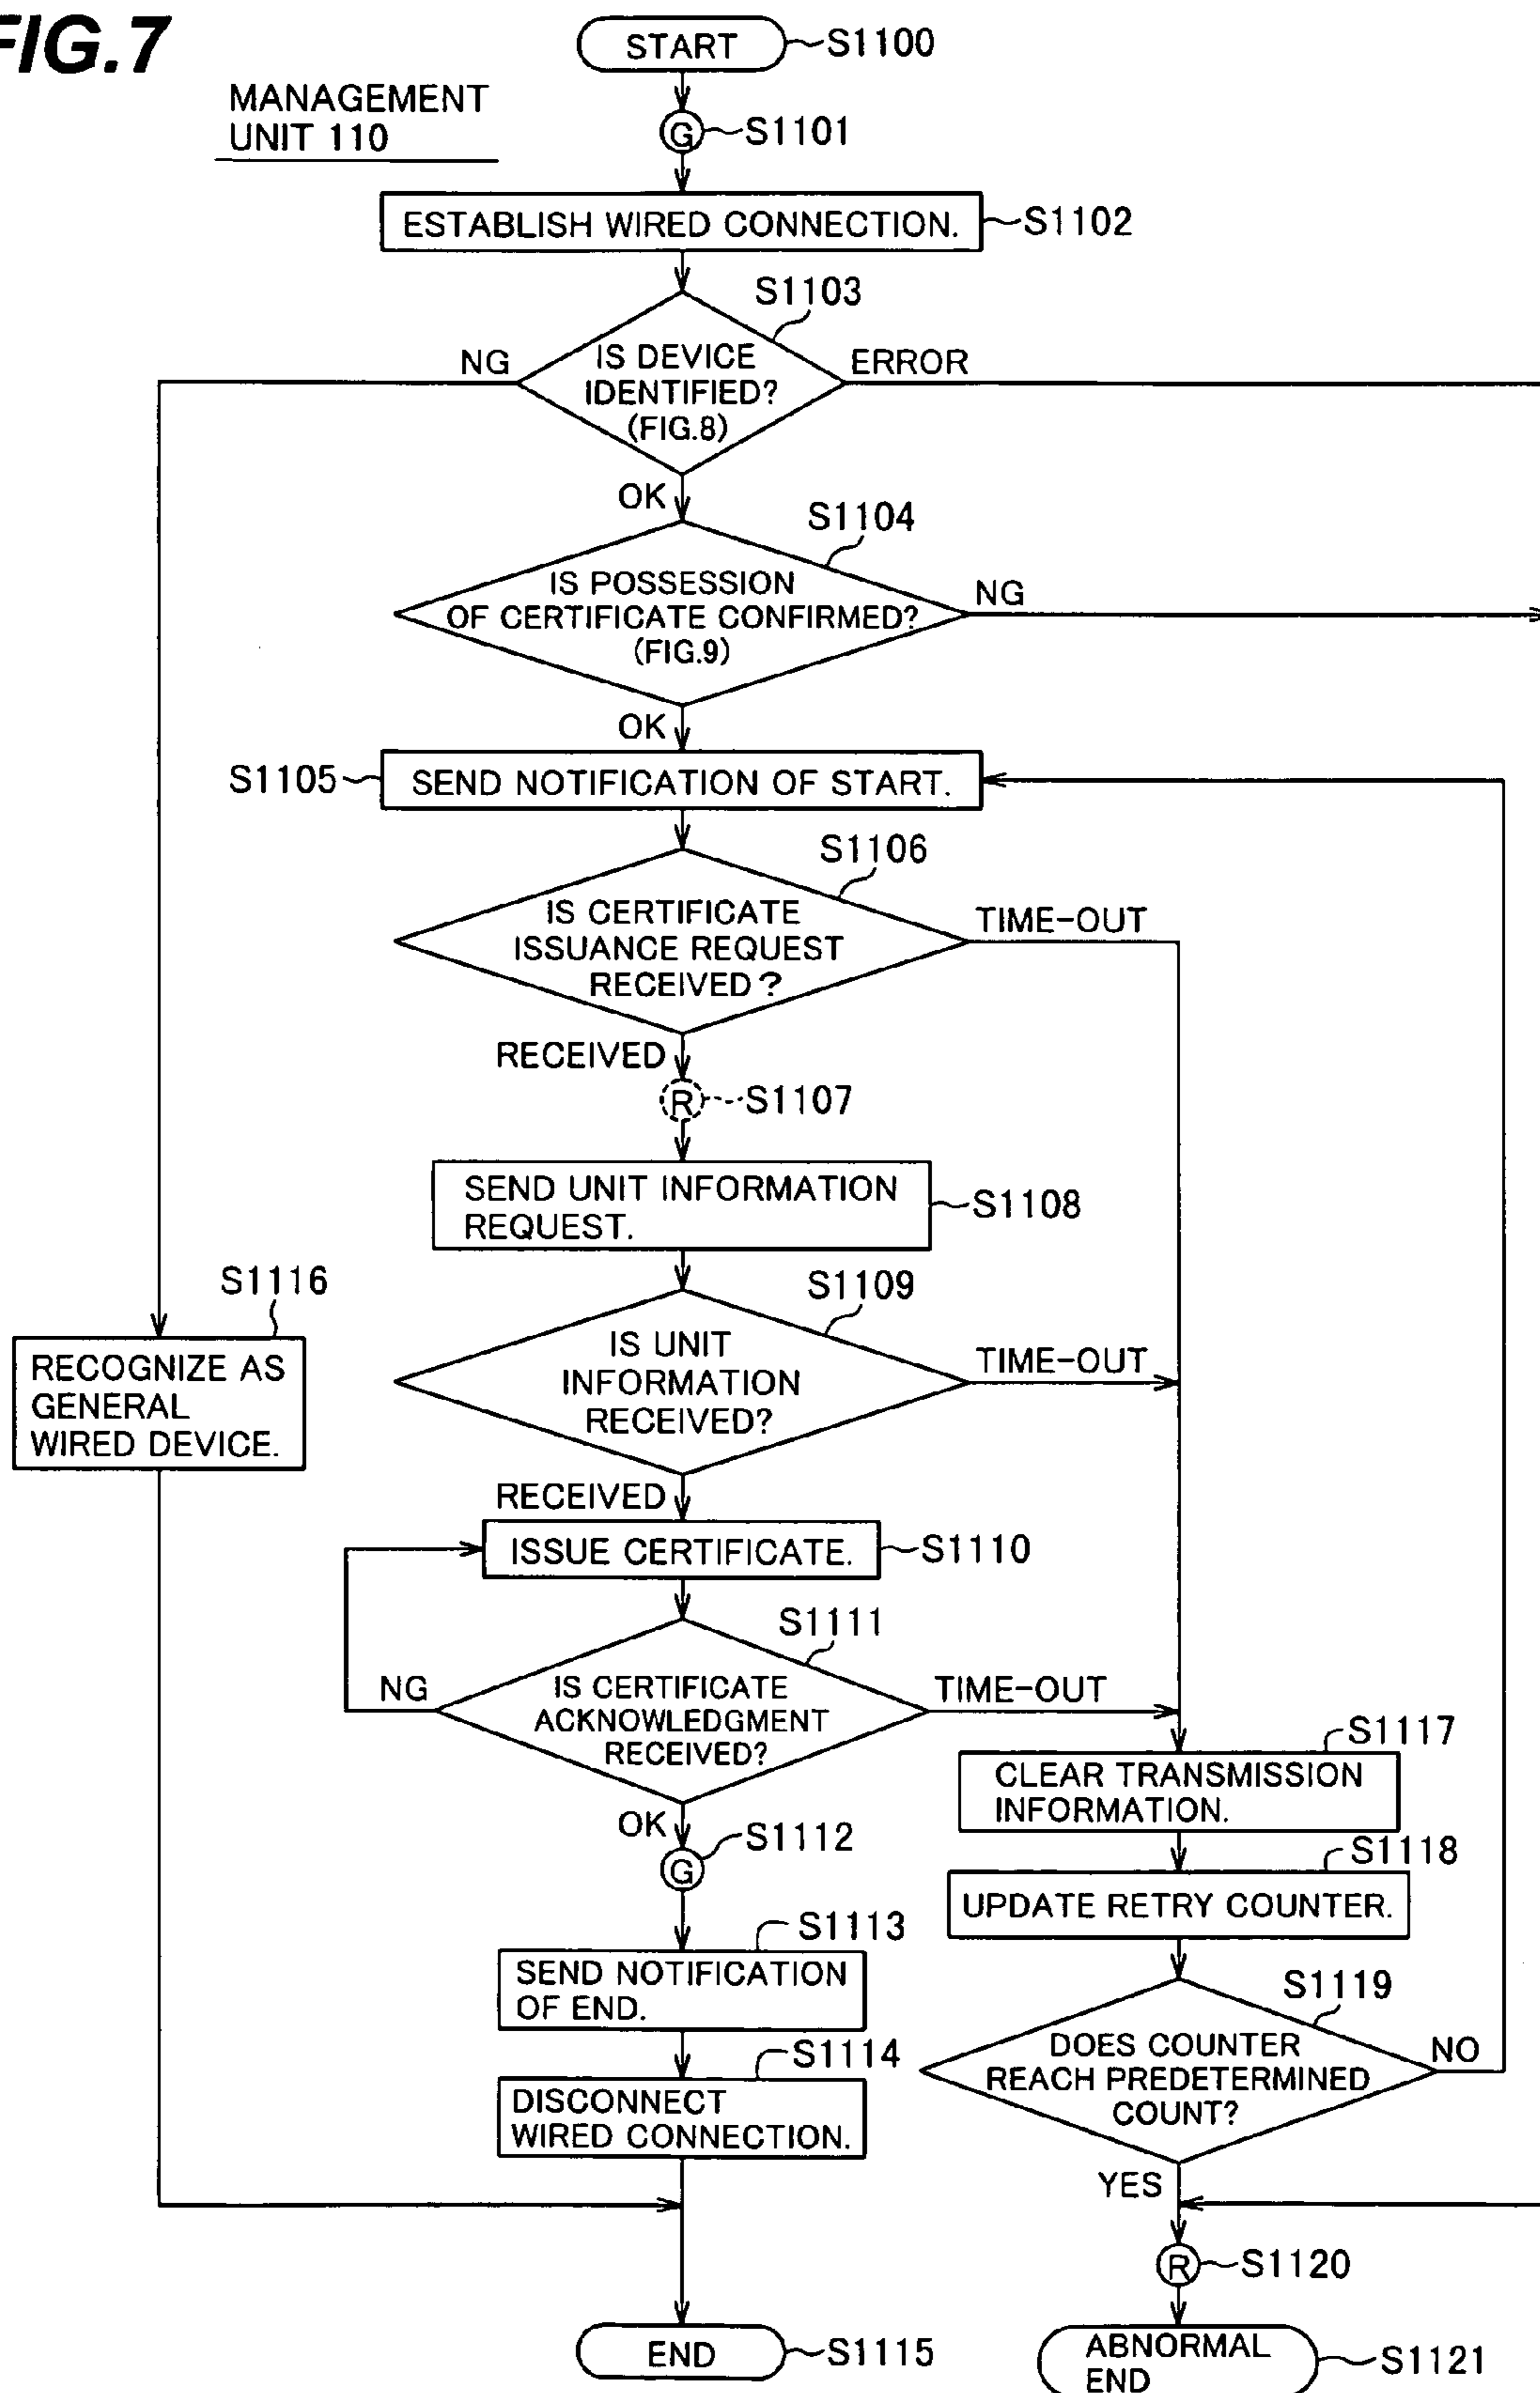 FIG.7
MANAGEMENT
UNIT 110
START
S1100
G
S1101
ESTABLISH WIRED CONNECTION.
S1102
S1103
NG
IS DEVICE
IDENTIFIED?
(FIG.8)
ERROR
OK
S1104
IS POSSESSION
OF CERTIFICATE CONFIRMED?
(FIG.9)
NG
OK
S1105
SEND NOTIFICATION OF START.
S1106
IS CERTIFICATE
ISSUANCE REQUEST
RECEIVED?
TIME-OUT
RECEIVED
R
S1107
SEND UNIT INFORMATION
REQUEST.
S1108
S1109
IS UNIT
INFORMATION
RECEIVED?
TIME-OUT
S1116
RECOGNIZE AS
GENERAL
WIRED DEVICE.
RECEIVED
ISSUE CERTIFICATE.
S1110
S1111
NG
IS CERTIFICATE
ACKNOWLEDGMENT
RECEIVED?
TIME-OUT
OK
G
S1112
S1113
SEND NOTIFICATION
OF END.
S1114
DISCONNECT
WIRED CONNECTION.
S1117
CLEAR TRANSMISSION
INFORMATION.
S1118
UPDATE RETRY COUNTER.
S1119
DOES COUNTER
REACH PREDETERMINED
COUNT?
NO
YES
R
S1120
END
S1115
ABNORMAL
END
S1121